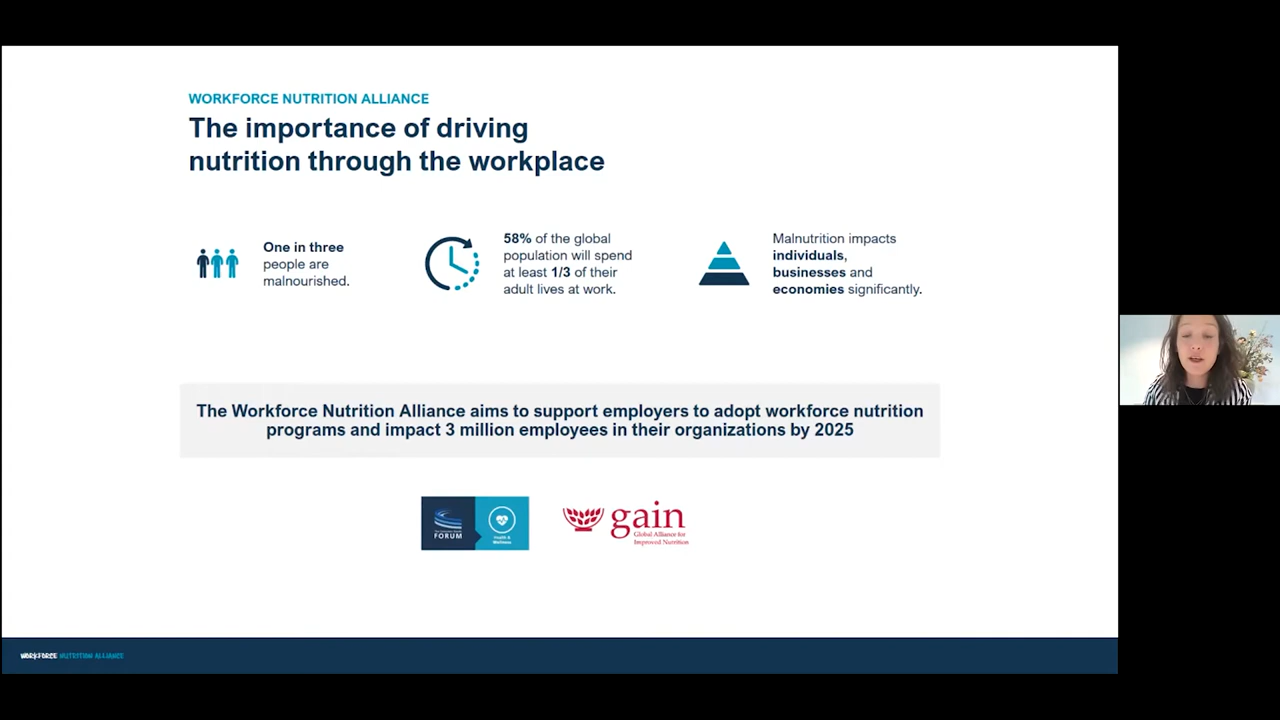 WORKFORCE NUTRITION ALLIANCE
The importance of driving
nutrition through the workplace
One in three
people are
malnourished.
58% of the global
population will spend
at least 1/3 of their
adult lives at work.
Malnutrition impacts
individuals,
businesses and
economies significantly.
The Workforce Nutrition Alliance aims to support employers to adopt workforce nutrition
programs and impact 3 million employees in their organizations by 2025
FORUM
Health &
Wellness
gain
Global Alliance for
Improved Nutrition
WORKFORCE NUTRITION ALLIANCE